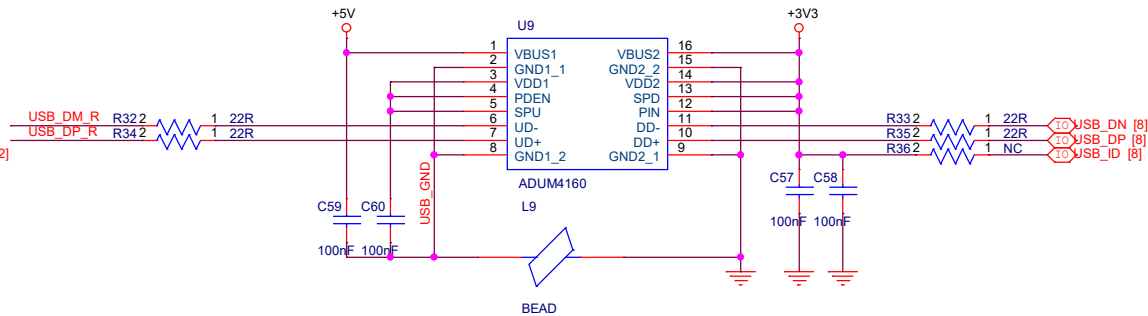 +5V
U9
+3V3
1 VBUS1 VBUS2 16
2 GND1_1 GND2_2 15
3 VDD1 VDD2 14
4 PDEN SPD 13
5 SPU PIN 12
USB_DM_R R32 2 1 22R 6 UD- DD- 11 R33 2 1 22R IO USB_DN [8]
USB_DP_R R34 2 1 22R 7 UD+ DD+ 10 R35 2 1 22R IO USB_DP [8]
2] 8 GND1_2 GND2_1 9 R36 2 1 NC IO USB_ID [8]
ADUM4160
USB_GND
C57 C58
C59 C60
L9
100nF 100nF
100nF 100nF
BEAD